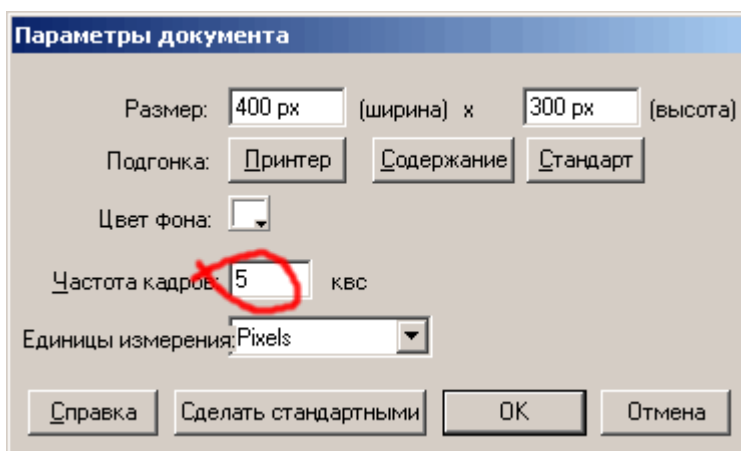 Параметры документа
Размер: 400 px (ширина) x 300 px (высота)
Подгонка: Принтер Содержание Стандарт
Цвет фона:
Частота кадров: 5 квс
Единицы измерения: Pixels
Справка Сделать стандартными OK Отмена